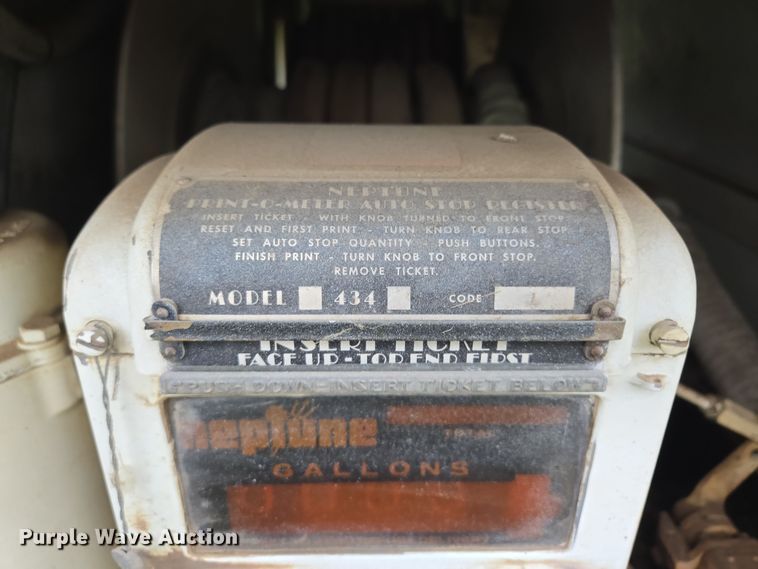 NEPTUNE
PRINT-O-METER AUTO STOP REGISTER
INSERT TICKET - WITH KNOB TURNED TO FRONT STOP.
RESET AND FIRST PRINT - TURN KNOB TO REAR STOP
SET AUTO STOP QUANTITY - PUSH BUTTONS.
FINISH PRINT - TURN KNOB TO FRONT STOP.
REMOVE TICKET.
MODEL 434 CODE 1
INSERT TICKET
FACE UP - TOP END FIRST
PUSH DOWN-INSERT TICKET BELOW
neptune
TOTAL
GALLONS
Purple Wave Auction